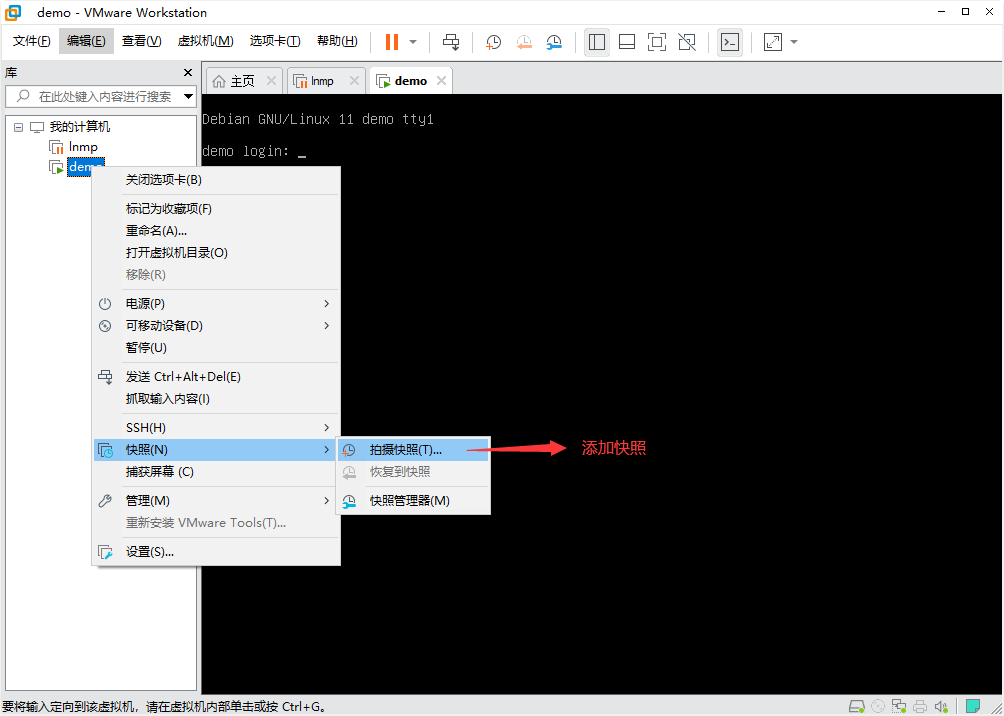 demo - VMware Workstation
文件(F) 编辑(E) 查看(V) 虚拟机(M) 选项卡(T) 帮助(H)
库
在此处键入内容进行搜索
我的计算机
lnmp
demo
主页 lnmp demo
Debian GNU/Linux 11 demo tty1
demo login: _
关闭选项卡(B)
标记为收藏项(F)
重命名(A)...
打开虚拟机目录(O)
移除(R)
电源(P)
可移动设备(D)
暂停(U)
发送 Ctrl+Alt+Del(E)
抓取输入内容(I)
SSH(H)
快照(N)
捕获屏幕 (C)
管理(M)
重新安装 VMware Tools(T)...
设置(S)...
拍摄快照(T)...
恢复到快照
快照管理器(M)
添加快照
要将输入定向到该虚拟机，请在虚拟机内部单击或按 Ctrl+G。